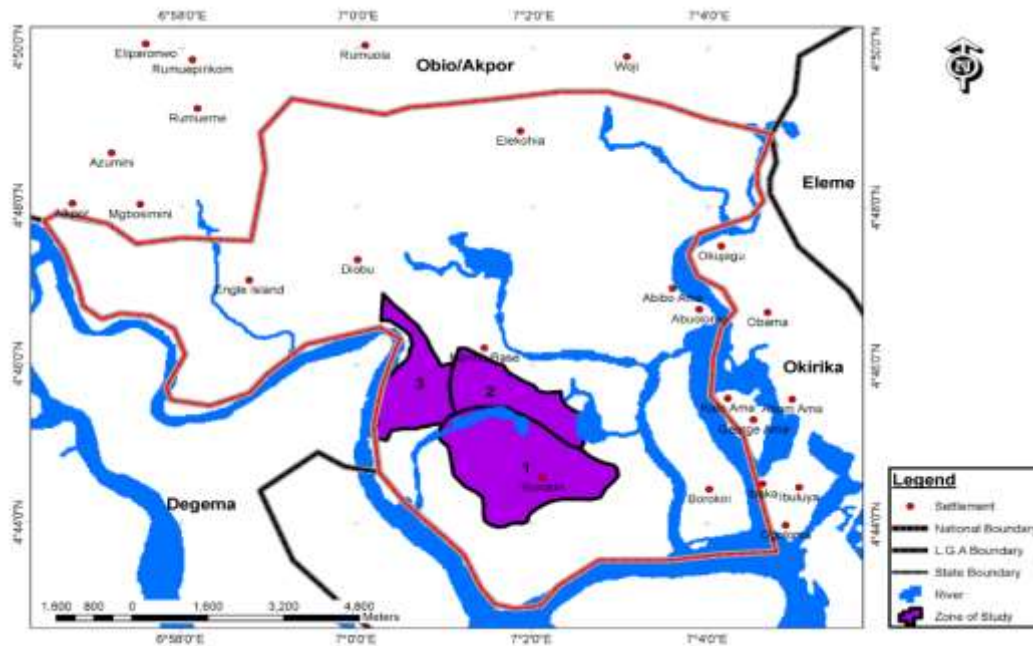 6°58'0"E 7°0'0"E 7°2'0"E 7°4'0"E
4°50'0"N 4°50'0"N
Eliparanwo
Rumuepirikom
Rumuola
Obio/Akpor
Woji
N
Rumueme
Elekohia
Azumini
Eleme
4°48'0"N 4°48'0"N
Akpor
Mgbosimini
Okujagu
Diobu
Engle Island
Abibo Ama
Abuoloma
Obama
4°46'0"N 4°46'0"N
Base
Okirika
3
2
Ama
Ama
George Ama
1
Degema
Borokiri
Ibuluya
4°44'0"N 4°44'0"N
Legend
Settlement
National Boundary
L.G.A Boundary
State Boundary
River
Zone of Study
1,600 800 0 1,600 3,200 4,800
Meters
6°58'0"E 7°0'0"E 7°2'0"E 7°4'0"E